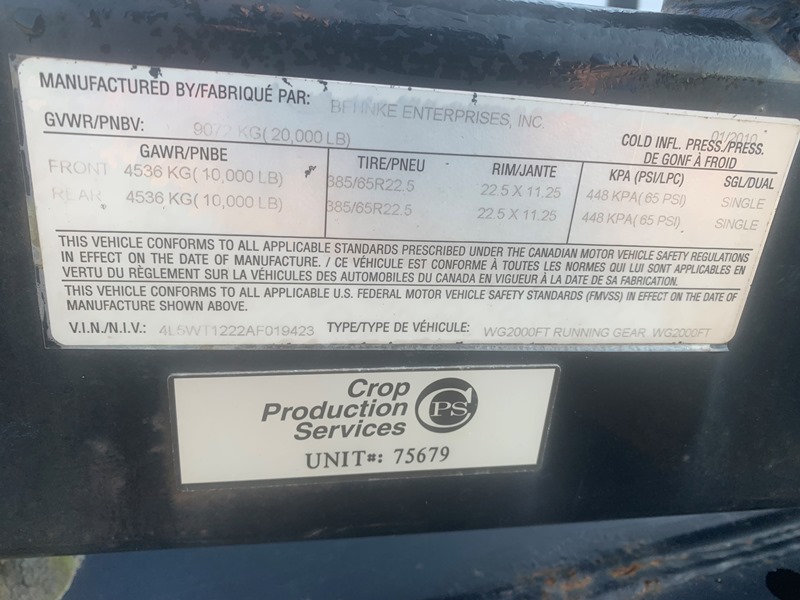 MANUFACTURED BY/FABRIQUÉ PAR: BEHNKE ENTERPRISES, INC.
GVWR/PNBV: 9072 KG(20,000 LB) 01/2010
GAWR/PNBE TIRE/PNEU RIM/JANTE COLD INFL. PRESS./PRESS. DE GONF À FROID
KPA (PSI/LPC) SGL/DUAL
FRONT 4536 KG( 10,000 LB) 385/65R22.5 22.5 X 11.25 448 KPA( 65 PSI) SINGLE
REAR 4536 KG( 10,000 LB) 385/65R22.5 22.5 X 11.25 448 KPA( 65 PSI) SINGLE
THIS VEHICLE CONFORMS TO ALL APPLICABLE STANDARDS PRESCRIBED UNDER THE CANADIAN MOTOR VEHICLE SAFETY REGULATIONS
IN EFFECT ON THE DATE OF MANUFACTURE. / CE VÉHICULE EST CONFORME À TOUTES LES NORMES QUI LUI SONT APPLICABLES EN
VERTU DU RÈGLEMENT SUR LA VÉHICULES DES AUTOMOBILES DU CANADA EN VIGUEUR À LA DATE DE SA FABRICATION.
THIS VEHICLE CONFORMS TO ALL APPLICABLE U.S. FEDERAL MOTOR VEHICLE SAFETY STANDARDS (FMVSS) IN EFFECT ON THE DATE OF
MANUFACTURE SHOWN ABOVE.
V.I.N./N.I.V.: 4L5WT1222AF019423 TYPE/TYPE DE VÉHICULE: WG2000FT RUNNING GEAR, WG2000FT
Crop
Production
Services
CPS
UNIT#: 75679